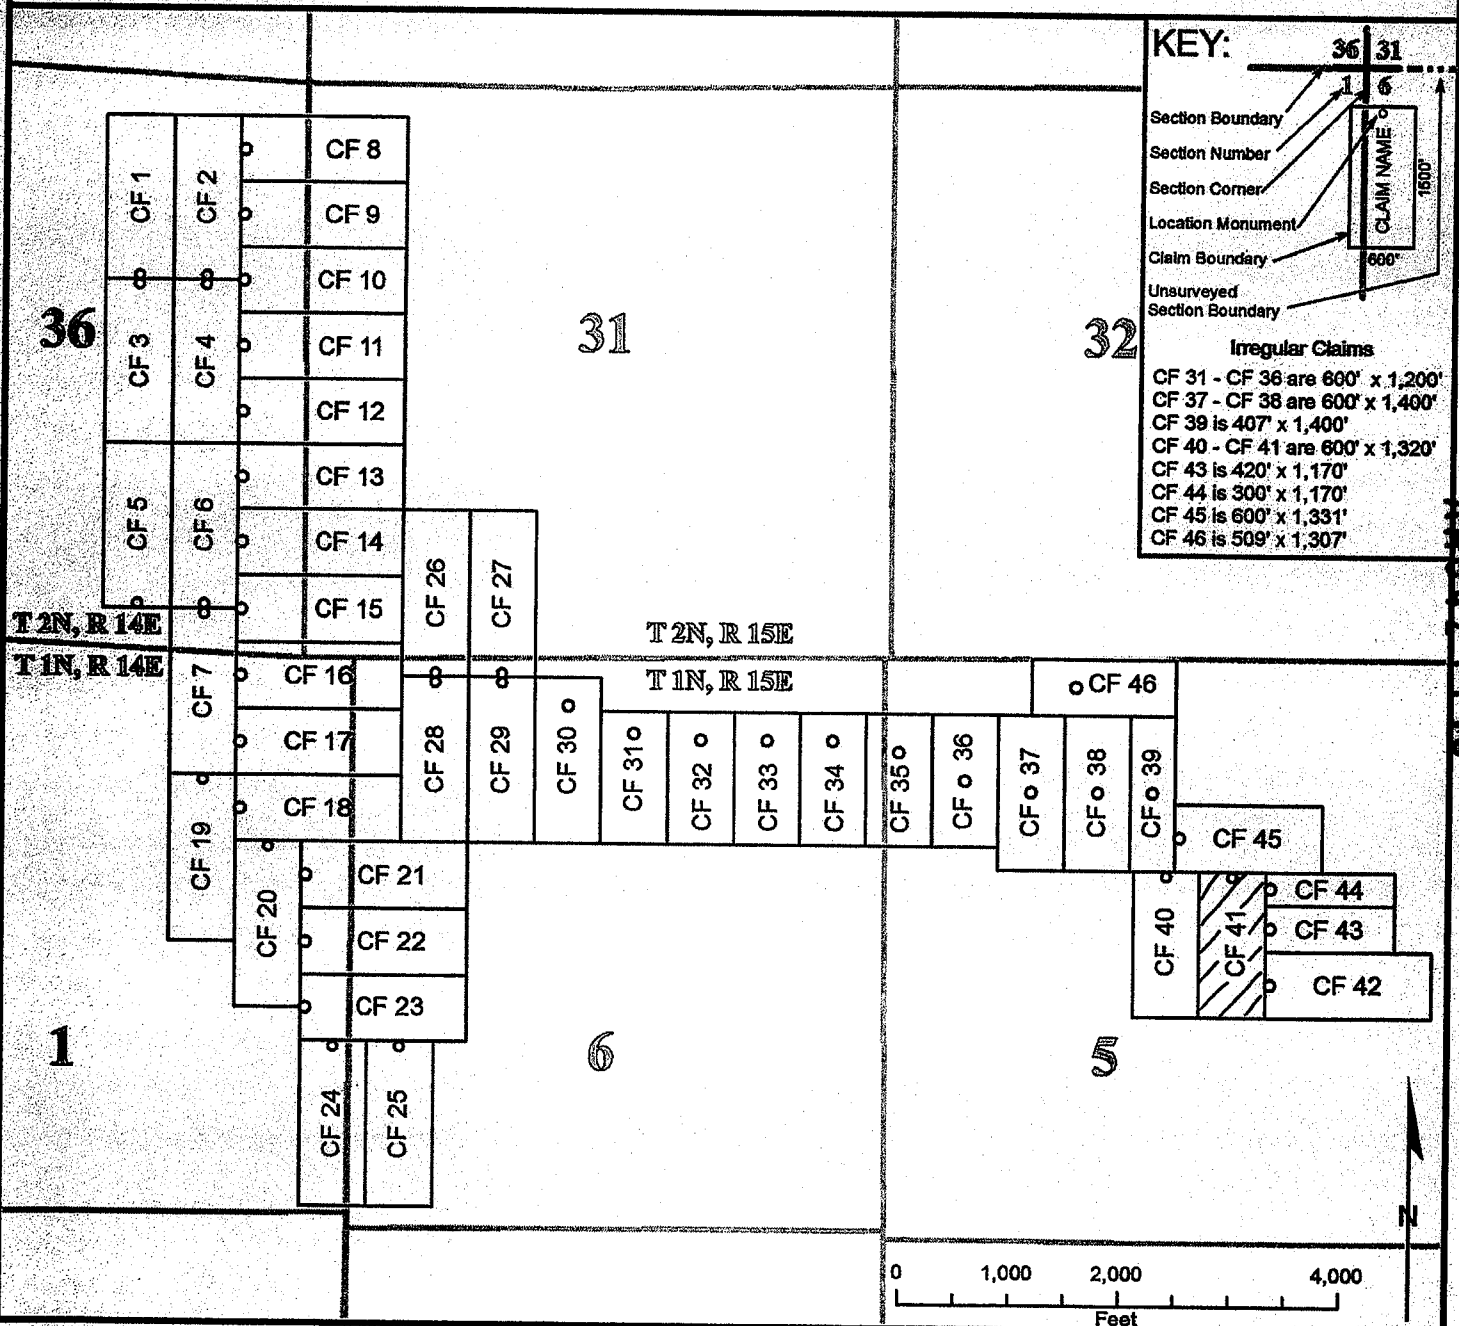 KEY:
36 31
1 6
Section Boundary
Section Number
Section Corner
Location Monument
Claim Boundary
Unsurveyed
Section Boundary
CLAIM NAME
1500'
600'
Irregular Claims
CF 31 - CF 36 are 600' x 1,200'
CF 37 - CF 38 are 600' x 1,400'
CF 39 is 407' x 1,400'
CF 40 - CF 41 are 600' x 1,320'
CF 43 is 420' x 1,170'
CF 44 is 300' x 1,170'
CF 45 is 600' x 1,331'
CF 46 is 509' x 1,307'
CF 1
CF 2
CF 8
CF 9
CF 10
36
31
32
CF 3
CF 4
CF 11
CF 12
CF 13
CF 5
CF 6
CF 14
CF 15
CF 26
CF 27
T 2N, R 14E
T 2N, R 15E
T 1N, R 14E
T 1N, R 15E
CF 7
CF 16
CF 17
CF 18
CF 28
CF 29
CF 30
CF 31
CF 32
CF 33
CF 34
CF 35
CF 36
CF 37
CF 38
CF 39
CF 46
CF 45
CF 19
CF 20
CF 21
CF 22
CF 23
CF 40
CF 41
CF 44
CF 43
CF 42
1
6
5
CF 24
CF 25
N
0 1,000 2,000 4,000
Feet